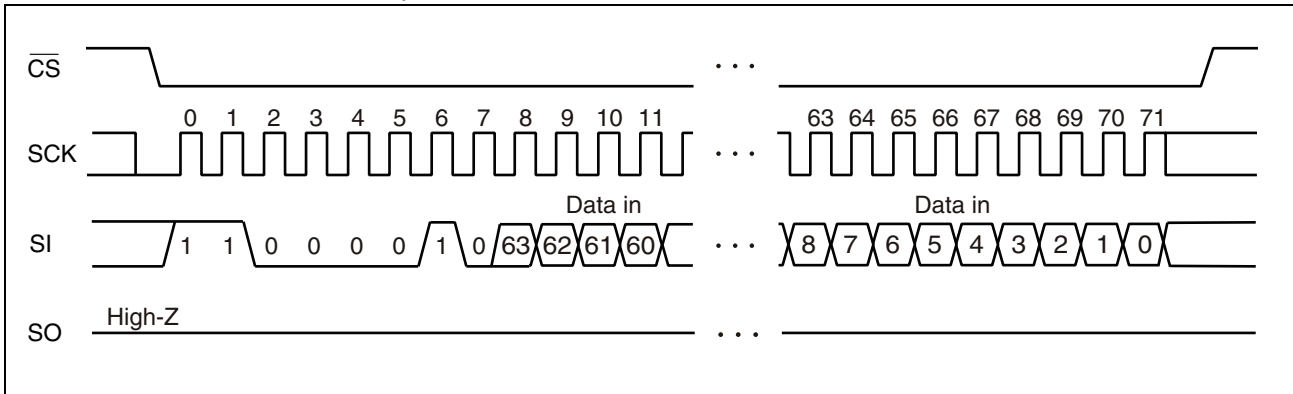 CS ...
0 1 2 3 4 5 6 7 8 9 10 11 63 64 65 66 67 68 69 70 71
SCK ...
Data in Data in
SI 1 1 0 0 0 0 1 0 63 62 61 60 ... 8 7 6 5 4 3 2 1 0
High-Z
SO ...